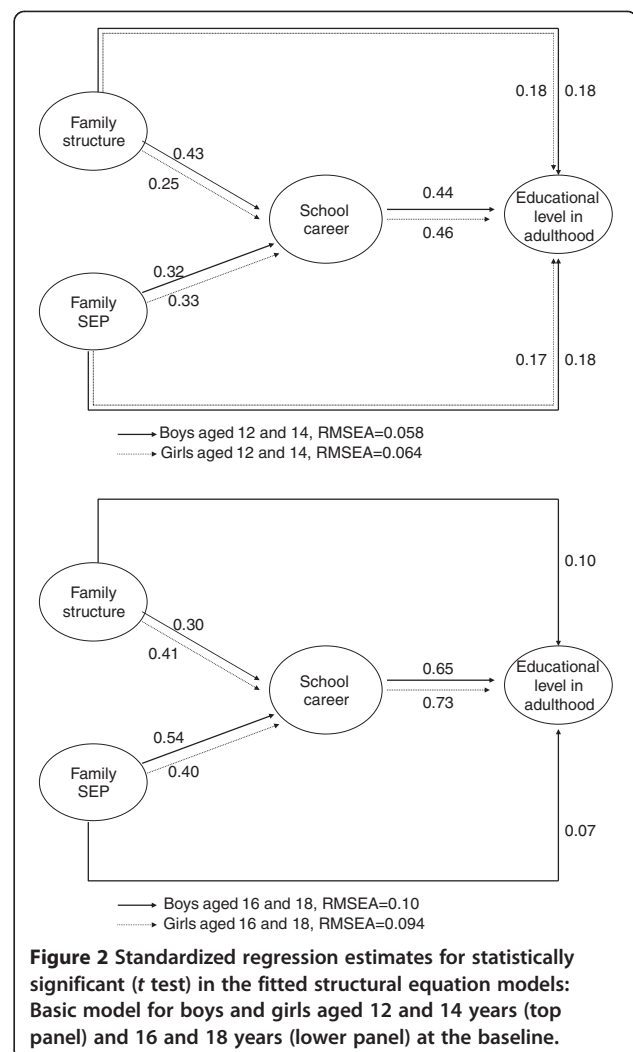 0.18 0.18
Family
structure
0.43
0.25
School
career
0.44
0.46
Educational
level in
adulthood
0.32
0.33
Family
SEP
0.17 0.18
Boys aged 12 and 14, RMSEA=0.058
Girls aged 12 and 14, RMSEA=0.064
0.10
Family
structure
0.30
0.41
School
career
0.65
0.73
Educational
level in
adulthood
0.54
0.40
Family
SEP
0.07
Boys aged 16 and 18, RMSEA=0.10
Girls aged 16 and 18, RMSEA=0.094
Figure 2 Standardized regression estimates for statistically
significant (t test) in the fitted structural equation models:
Basic model for boys and girls aged 12 and 14 years (top
panel) and 16 and 18 years (lower panel) at the baseline.